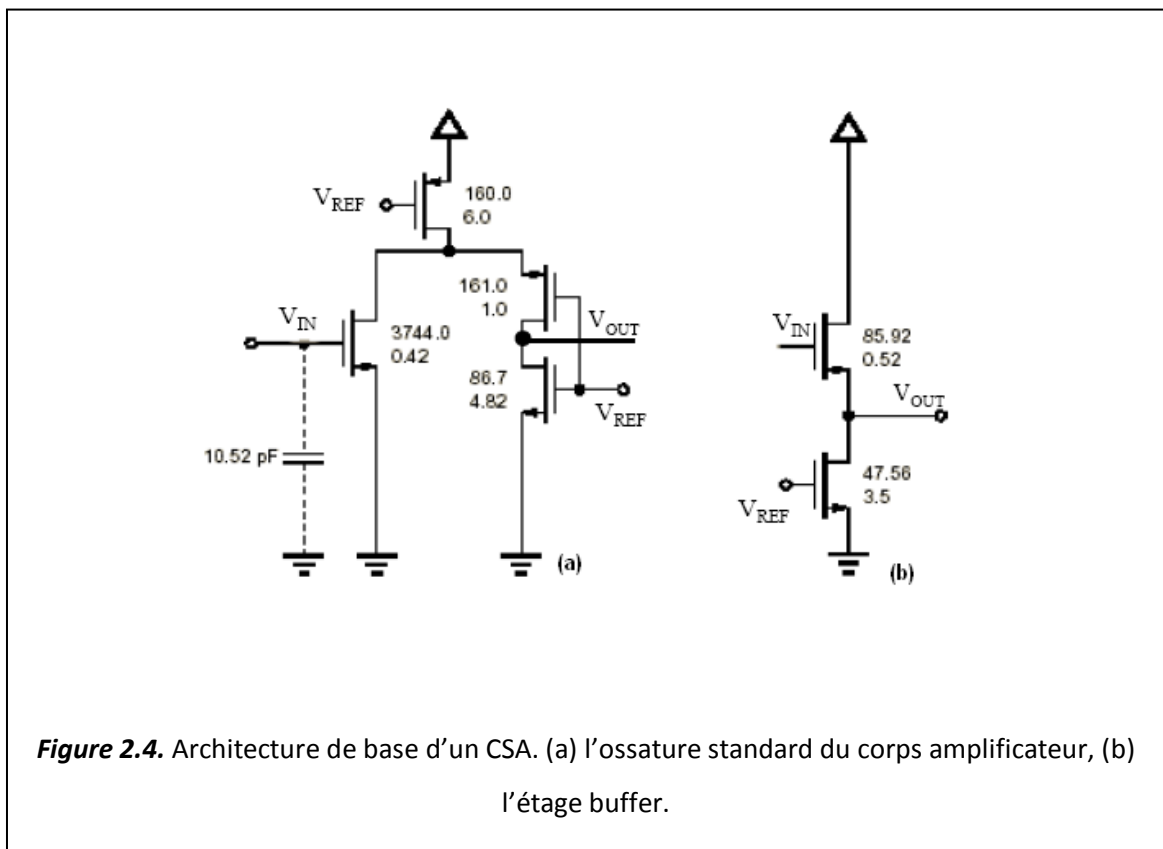 V_REF
160.0
6.0
161.0
1.0
V_IN
3744.0
0.42
V_OUT
86.7
4.82
V_REF
10.52 pF
(a)
V_IN
85.92
0.52
V_OUT
47.56
3.5
V_REF
(b)
Figure 2.4. Architecture de base d’un CSA. (a) l’ossature standard du corps amplificateur, (b)
l’étage buffer.